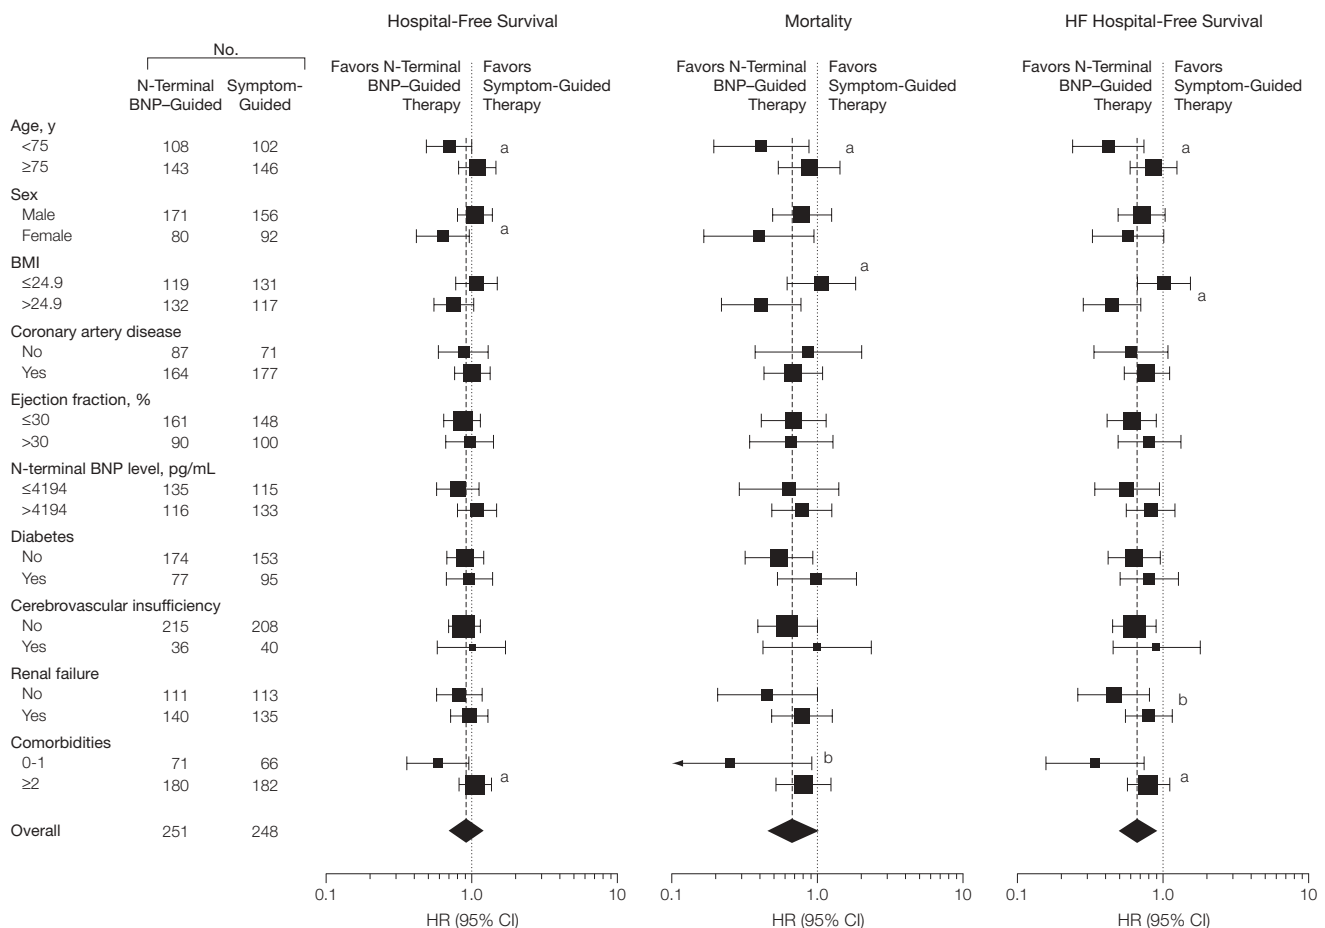 Hospital-Free Survival Mortality HF Hospital-Free Survival
No.
Favors N-Terminal BNP–Guided Therapy Favors Symptom-Guided Therapy Favors N-Terminal BNP–Guided Therapy Favors Symptom-Guided Therapy Favors N-Terminal BNP–Guided Therapy Favors Symptom-Guided Therapy
N-Terminal BNP–Guided Symptom-Guided
Age, y
<75 108 102 a a a
≥75 143 146
Sex
Male 171 156
Female 80 92 a
BMI a
≤24.9 119 131
>24.9 132 117 a
Coronary artery disease
No 87 71
Yes 164 177
Ejection fraction, %
≤30 161 148
>30 90 100
N-terminal BNP level, pg/mL
≤4194 135 115
>4194 116 133
Diabetes
No 174 153
Yes 77 95
Cerebrovascular insufficiency
No 215 208
Yes 36 40
Renal failure
No 111 113 b
Yes 140 135
Comorbidities
0-1 71 66 b
≥2 180 182 a a
Overall 251 248
0.1 1.0 10 0.1 1.0 10 0.1 1.0 10
HR (95% CI) HR (95% CI) HR (95% CI)